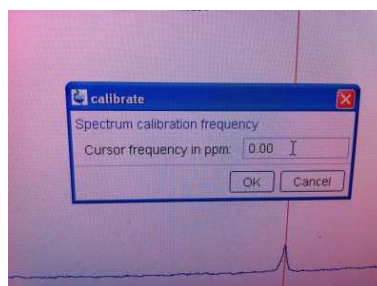 calibrate
Spectrum calibration frequency
Cursor frequency in ppm: 0.00
OK Cancel